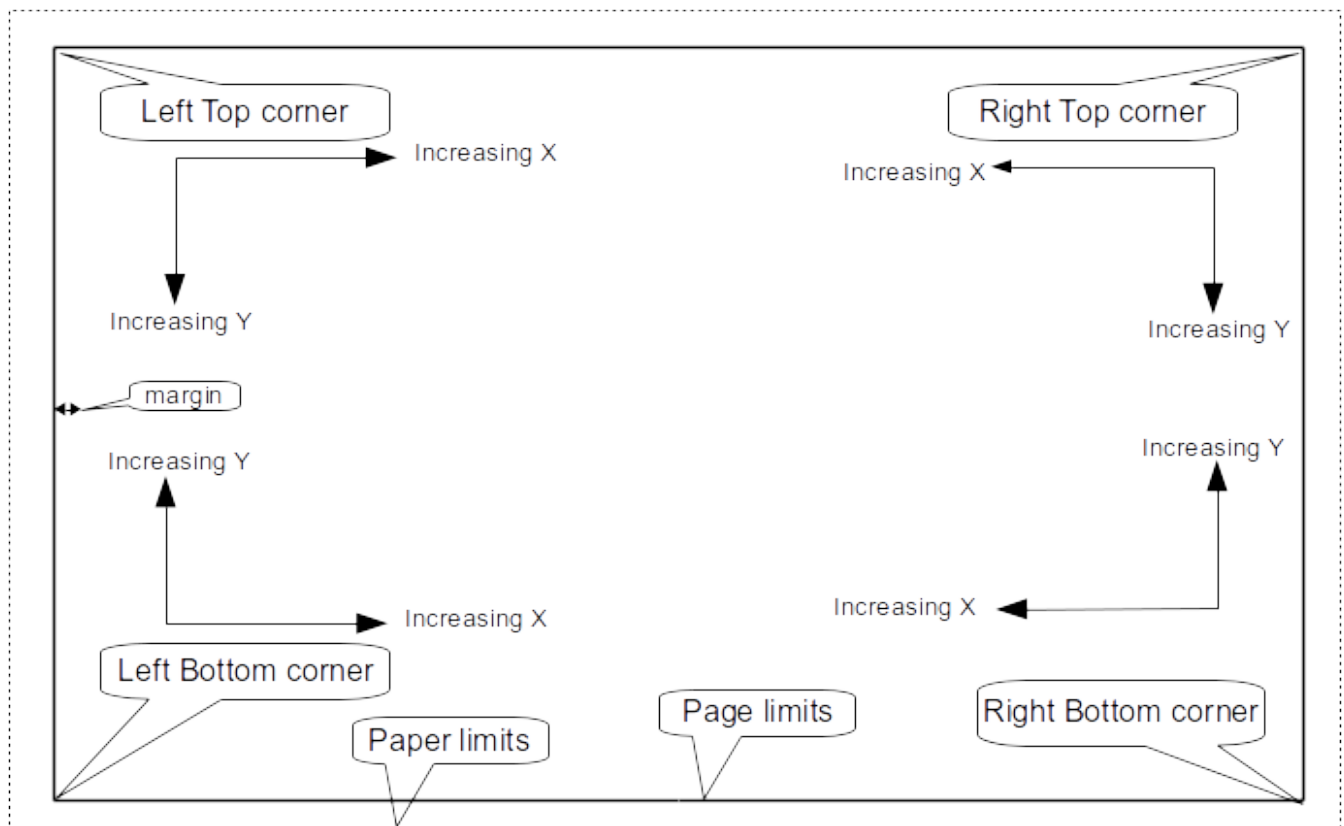 Left Top corner
Right Top corner
Increasing X
Increasing X
Increasing Y
Increasing Y
margin
Increasing Y
Increasing Y
Increasing X
Increasing X
Left Bottom corner
Page limits
Right Bottom corner
Paper limits